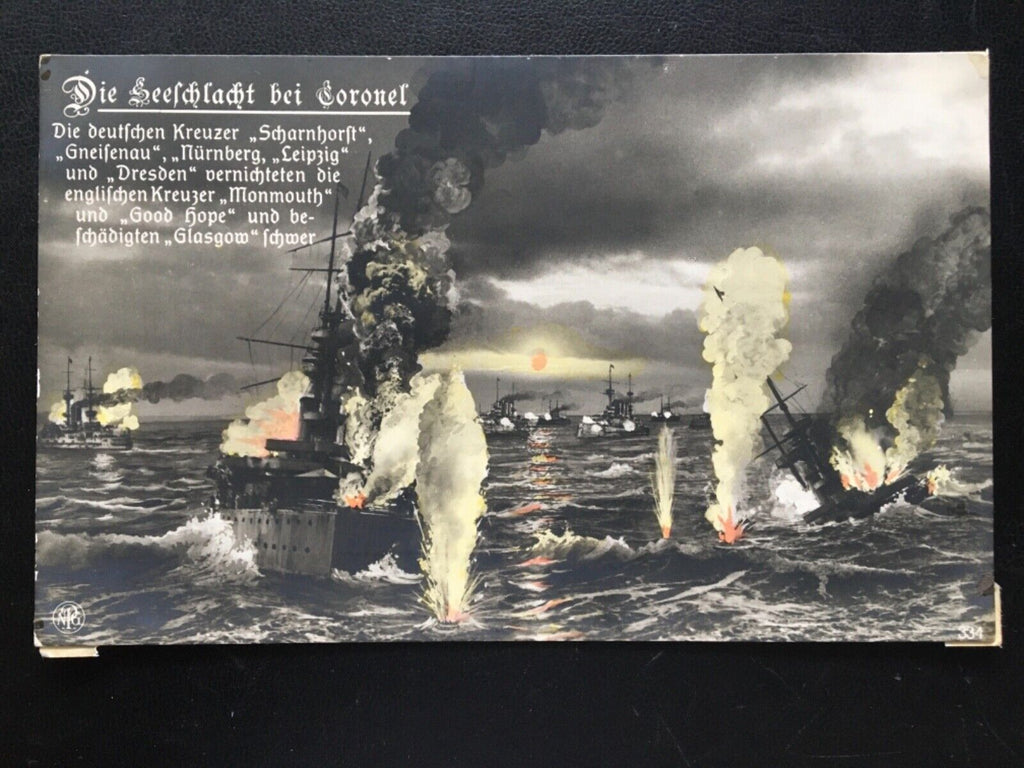 Die Seeſchlacht bei Coronel
Die deutſchen Kreuzer „Scharnhorſt“,
„Gneiſenau“, „Nürnberg, „Leipzig“
und „Dresden“ vernichteten die
engliſchen Kreuzer „Monmouth“
und „Good Hope“ und be-
ſchädigten „Glasgow“ ſchwer
NPG
334